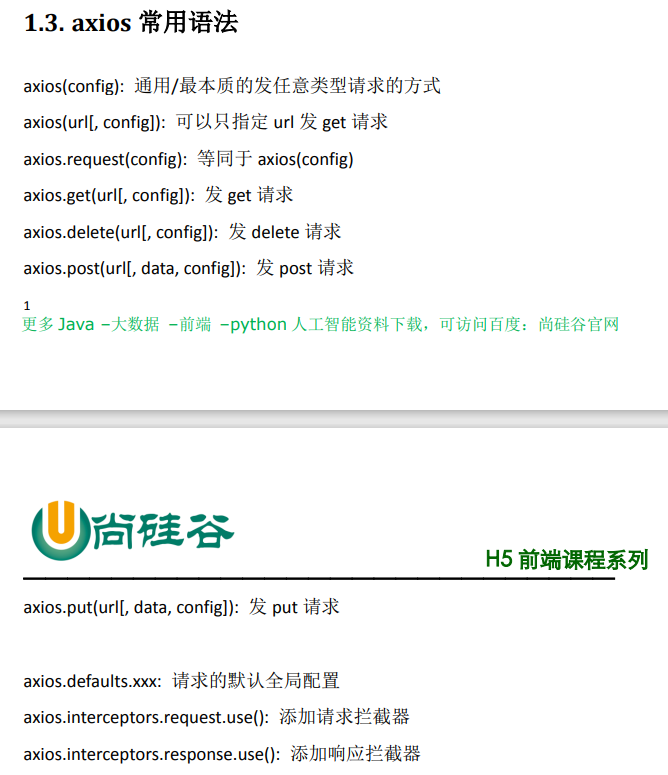 1.3. axios 常用语法
axios(config): 通用/最本质的发任意类型请求的方式
axios(url[, config]): 可以只指定 url 发 get 请求
axios.request(config): 等同于 axios(config)
axios.get(url[, config]): 发 get 请求
axios.delete(url[, config]): 发 delete 请求
axios.post(url[, data, config]): 发 post 请求
1
更多 Java –大数据 –前端 –python 人工智能资料下载，可访问百度：尚硅谷官网
U尚硅谷
H5 前端课程系列
axios.put(url[, data, config]): 发 put 请求
axios.defaults.xxx: 请求的默认全局配置
axios.interceptors.request.use(): 添加请求拦截器
axios.interceptors.response.use(): 添加响应拦截器